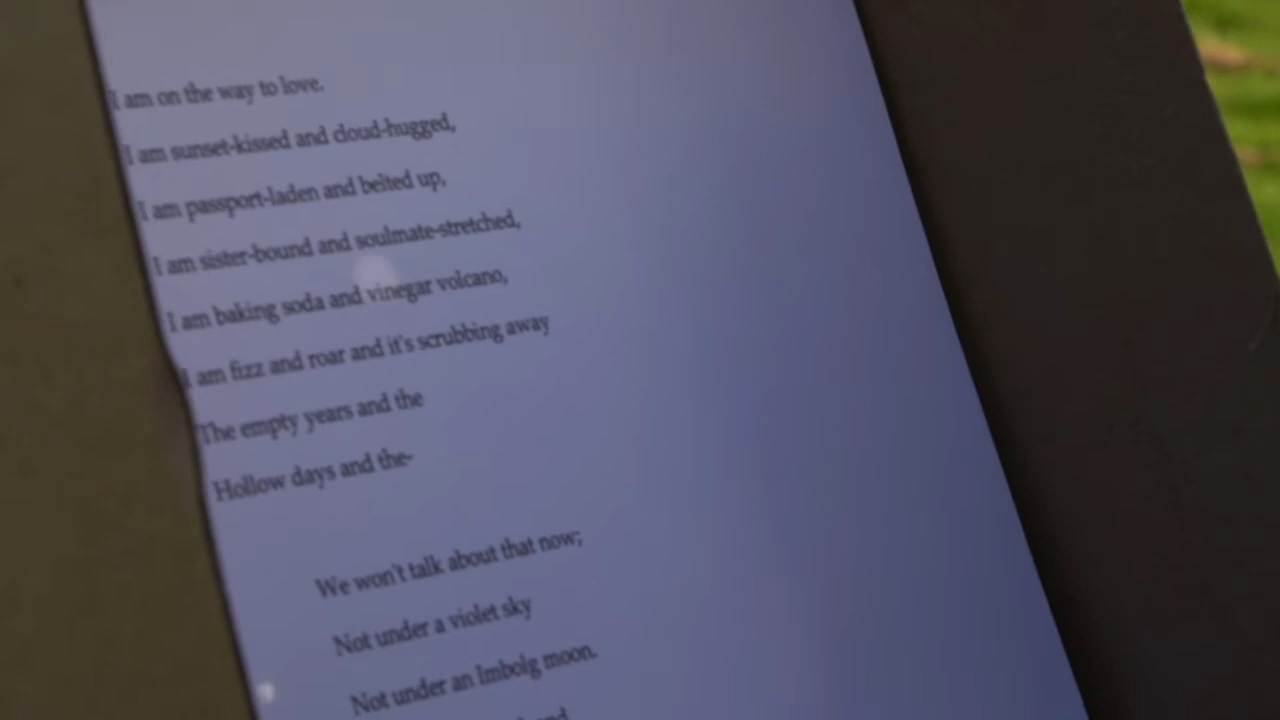 I am on the way to love.
I am sunset-kissed and cloud-hugged,
I am passport-laden and belted up,
I am sister-bound and soulmate-stretched,
I am baking soda and vinegar volcano,
I am fizz and roar and it's scrubbing away
The empty years and the
Hollow days and the-
We won't talk about that now;
Not under a violet sky
Not under an Imbolg moon.